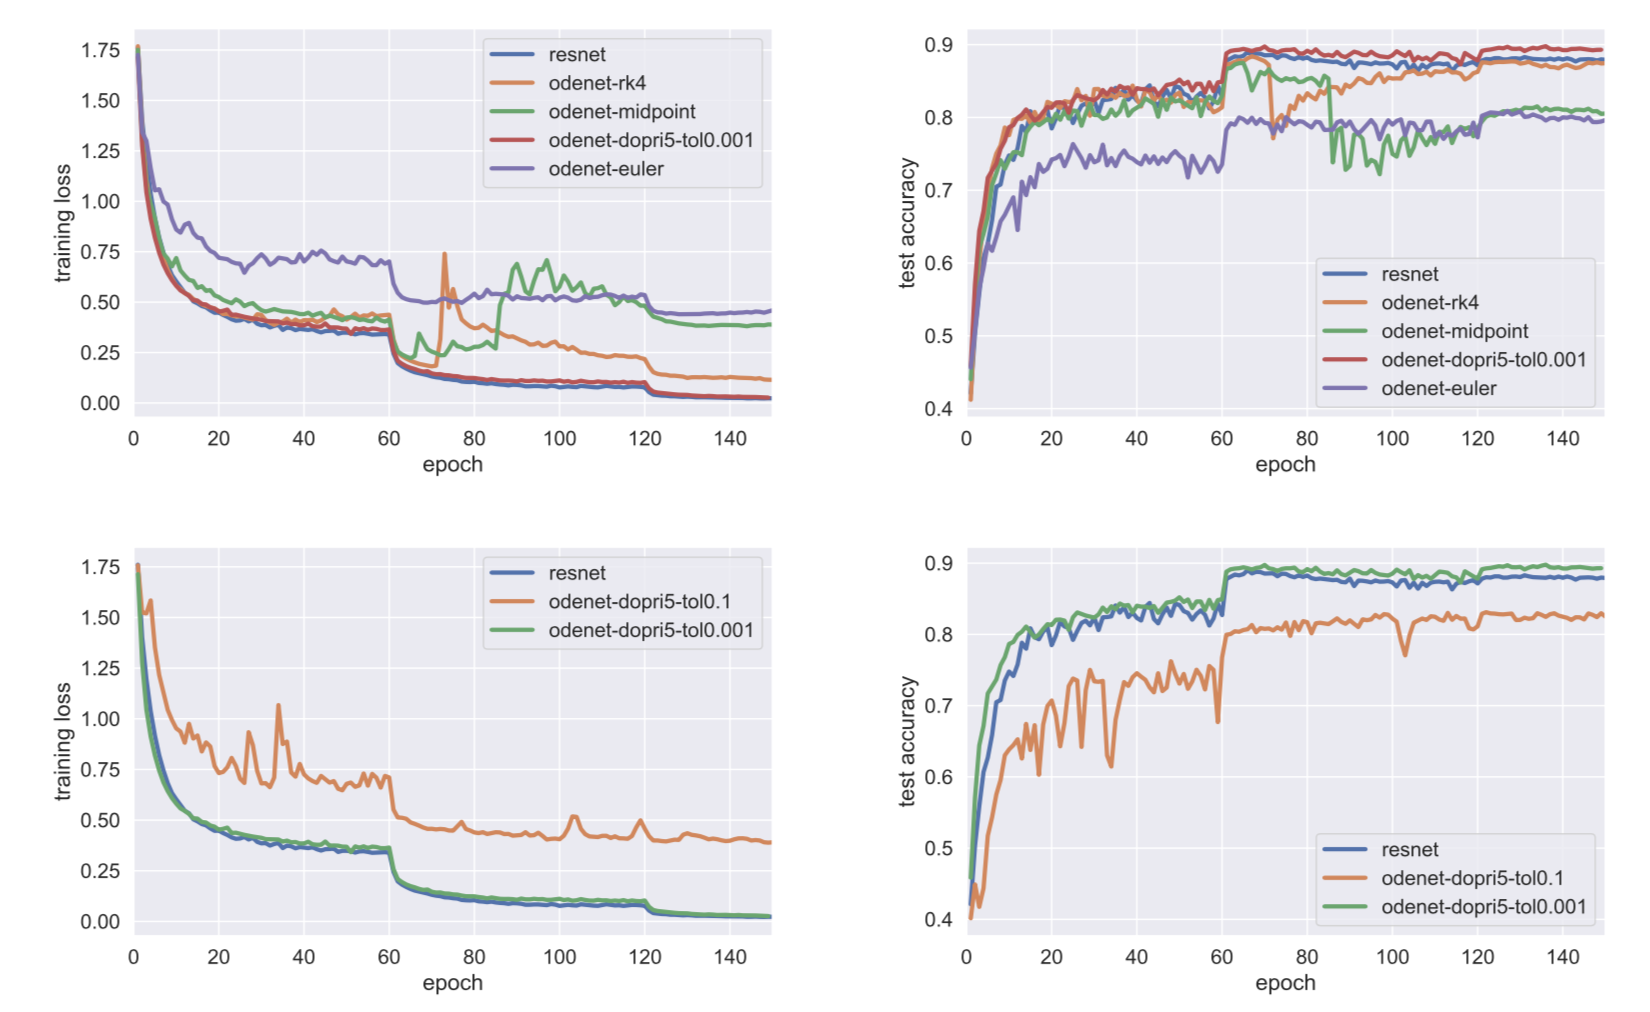 training loss
1.75
1.50
1.25
1.00
0.75
0.50
0.25
0.00
resnet
odenet-rk4
odenet-midpoint
odenet-dopri5-tol0.001
odenet-euler
0 20 40 60 80 100 120 140
epoch
test accuracy
0.9
0.8
0.7
0.6
0.5
0.4
resnet
odenet-rk4
odenet-midpoint
odenet-dopri5-tol0.001
odenet-euler
0 20 40 60 80 100 120 140
epoch
training loss
1.75
1.50
1.25
1.00
0.75
0.50
0.25
0.00
resnet
odenet-dopri5-tol0.1
odenet-dopri5-tol0.001
0 20 40 60 80 100 120 140
epoch
test accuracy
0.9
0.8
0.7
0.6
0.5
0.4
resnet
odenet-dopri5-tol0.1
odenet-dopri5-tol0.001
0 20 40 60 80 100 120 140
epoch